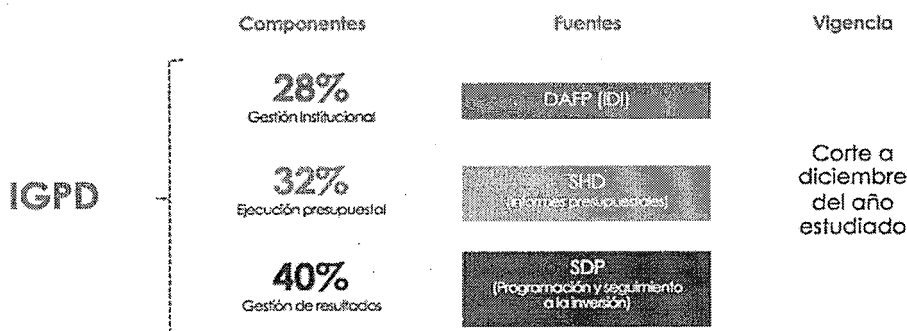 Componentes
Fuentes
Vigencia
IGPD
28%
Gestión Institucional
DAFP (IDI)
32%
Ejecución presupuestal
SHD
(Informes presupuestales)
40%
Gestión de resultados
SDP
(Programación y seguimiento
a la inversión)
Corte a
diciembre
del año
estudiado